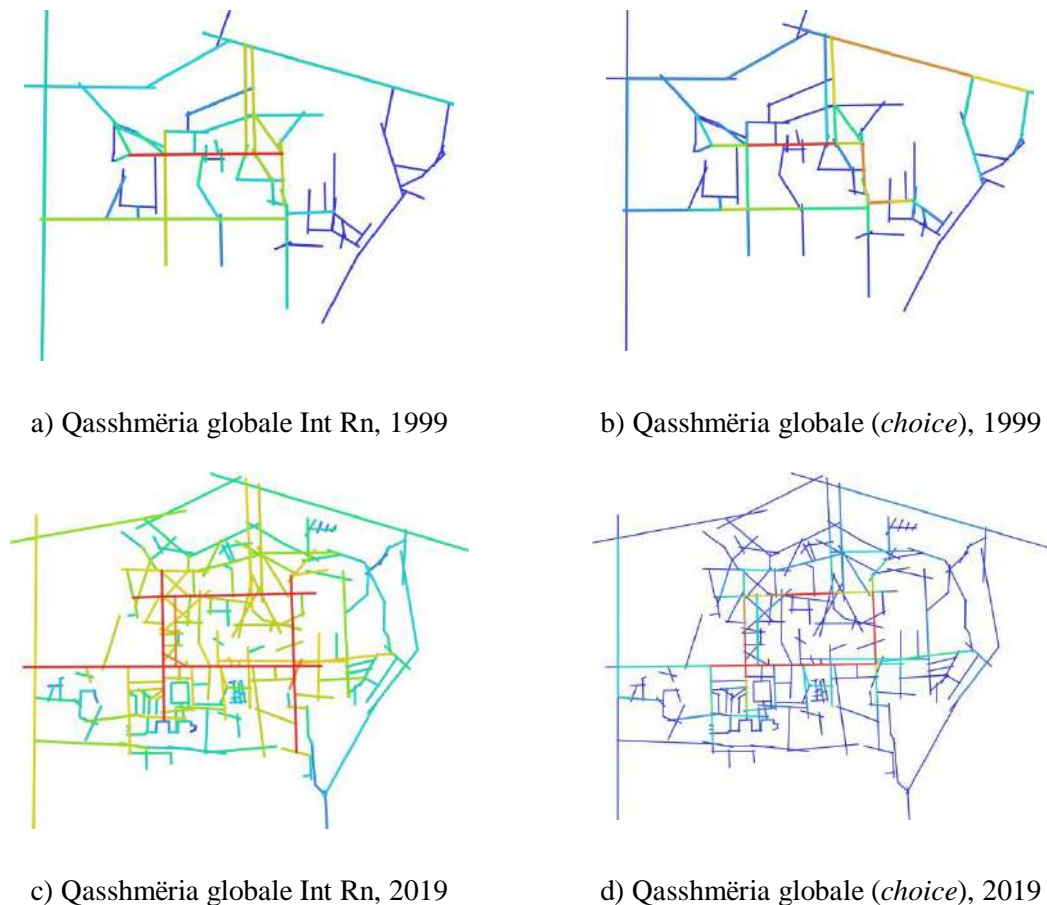 a) Qasshmëria globale Int Rn, 1999
b) Qasshmëria globale (choice), 1999
c) Qasshmëria globale Int Rn, 2019
d) Qasshmëria globale (choice), 2019